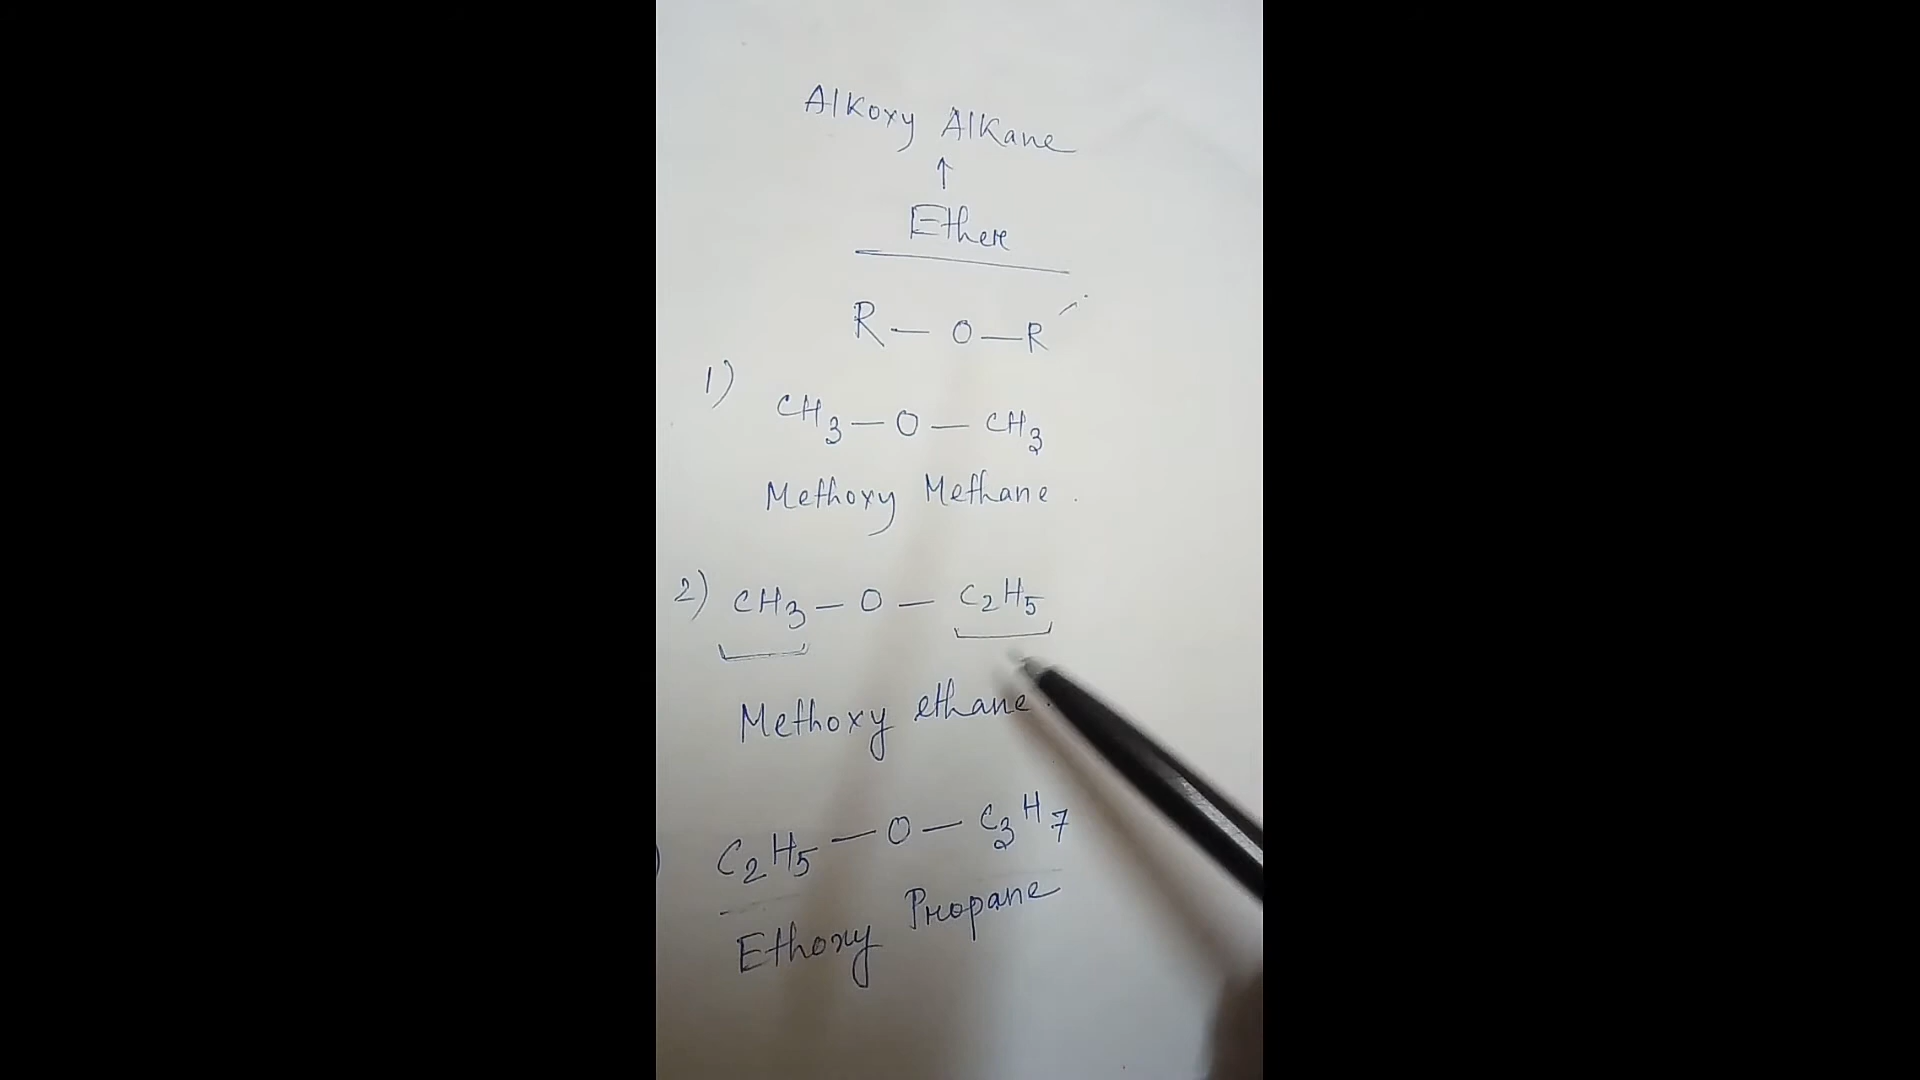 Alkoxy Alkane
↑
Ether
R — O — R ′
1)
CH3 — O — CH3
Methoxy Methane .
2) CH3 — O — C2H5
Methoxy ethane .
) C2H5 — O — C3H7
Ethoxy Propane